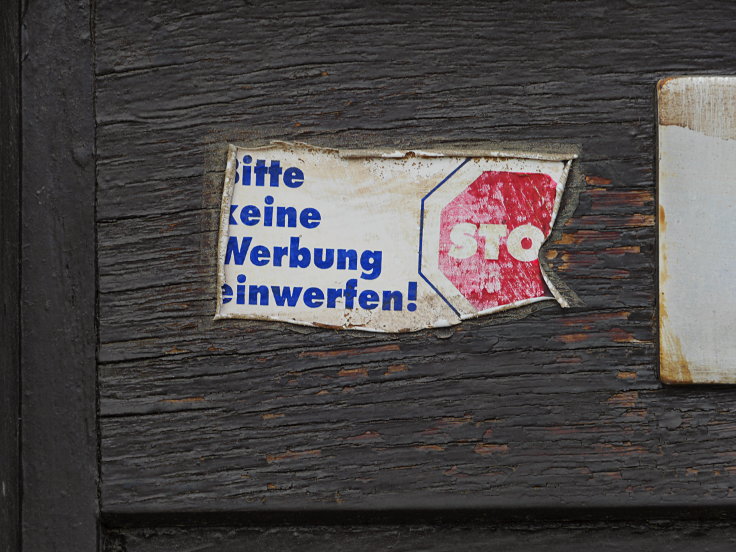 Bitte
keine
Werbung
einwerfen!
STO